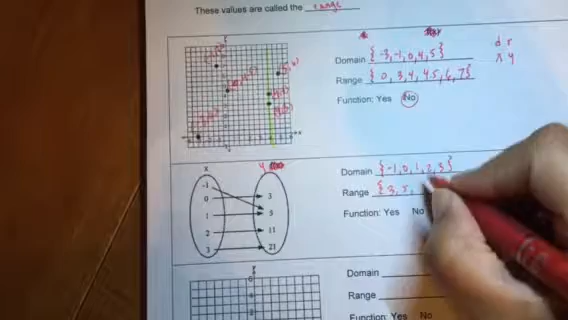 These values are called the range
Domain {-3,-1,0,4,5}
d r
x y
Range {0, 3, 4, 4.5, 6, 7}
Function: Yes No
x
y
-1
0
1
2
3
3
5
11
21
Domain {-1,0,1,2,3}
Range {3, 5,
Function: Yes No
Domain
Range
Function: Yes No